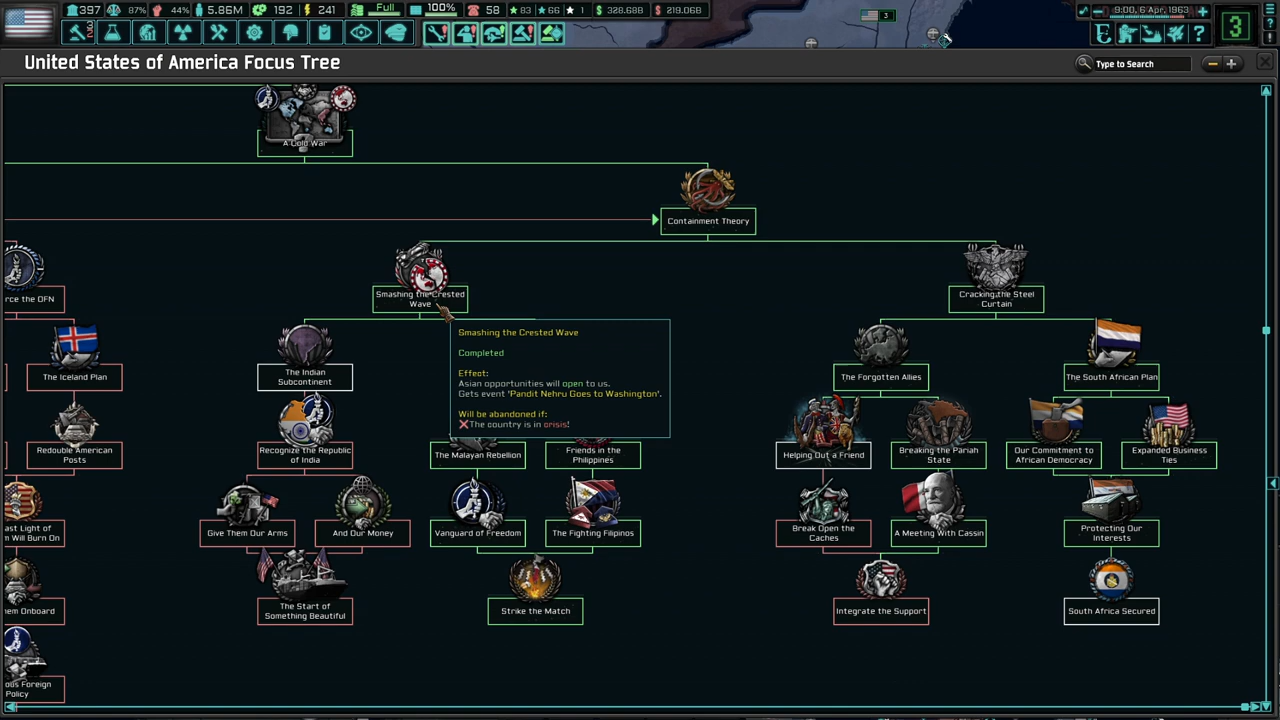 397 87% 44% 5.86M 192 241 Full 100% 58 83 66 1 $ 328.68B $ 219.06B
3
9:00, 6 Apr, 1963
3
United States of America Focus Tree
Type to Search
A Cold War
Containment Theory
Smashing the Crested
Wave
Cracking the Steel
Curtain
rce the OFN
Smashing the Crested Wave
Completed
Effect:
Asian opportunities will open to us.
Gets event 'Pandit Nehru Goes to Washington'.
Will be abandoned if:
The country is in crisis!
The Iceland Plan
The Indian
Subcontinent
The Forgotten Allies
The South African Plan
Redouble American
Posts
Recognize the Republic
of India
The Malayan Rebellion
Friends in the
Philippines
Helping Out a Friend
Breaking the Pariah
State
Our Commitment to
African Democracy
Expanded Business
Ties
ast Light of
m Will Burn On
Give Them Our Arms
And Our Money
Vanguard of Freedom
The Fighting Filipinos
Break Open the
Caches
A Meeting With Cassin
Protecting Our
Interests
hem Onboard
The Start of
Something Beautiful
Strike the Match
Integrate the Support
South Africa Secured
ous Foreign
Policy